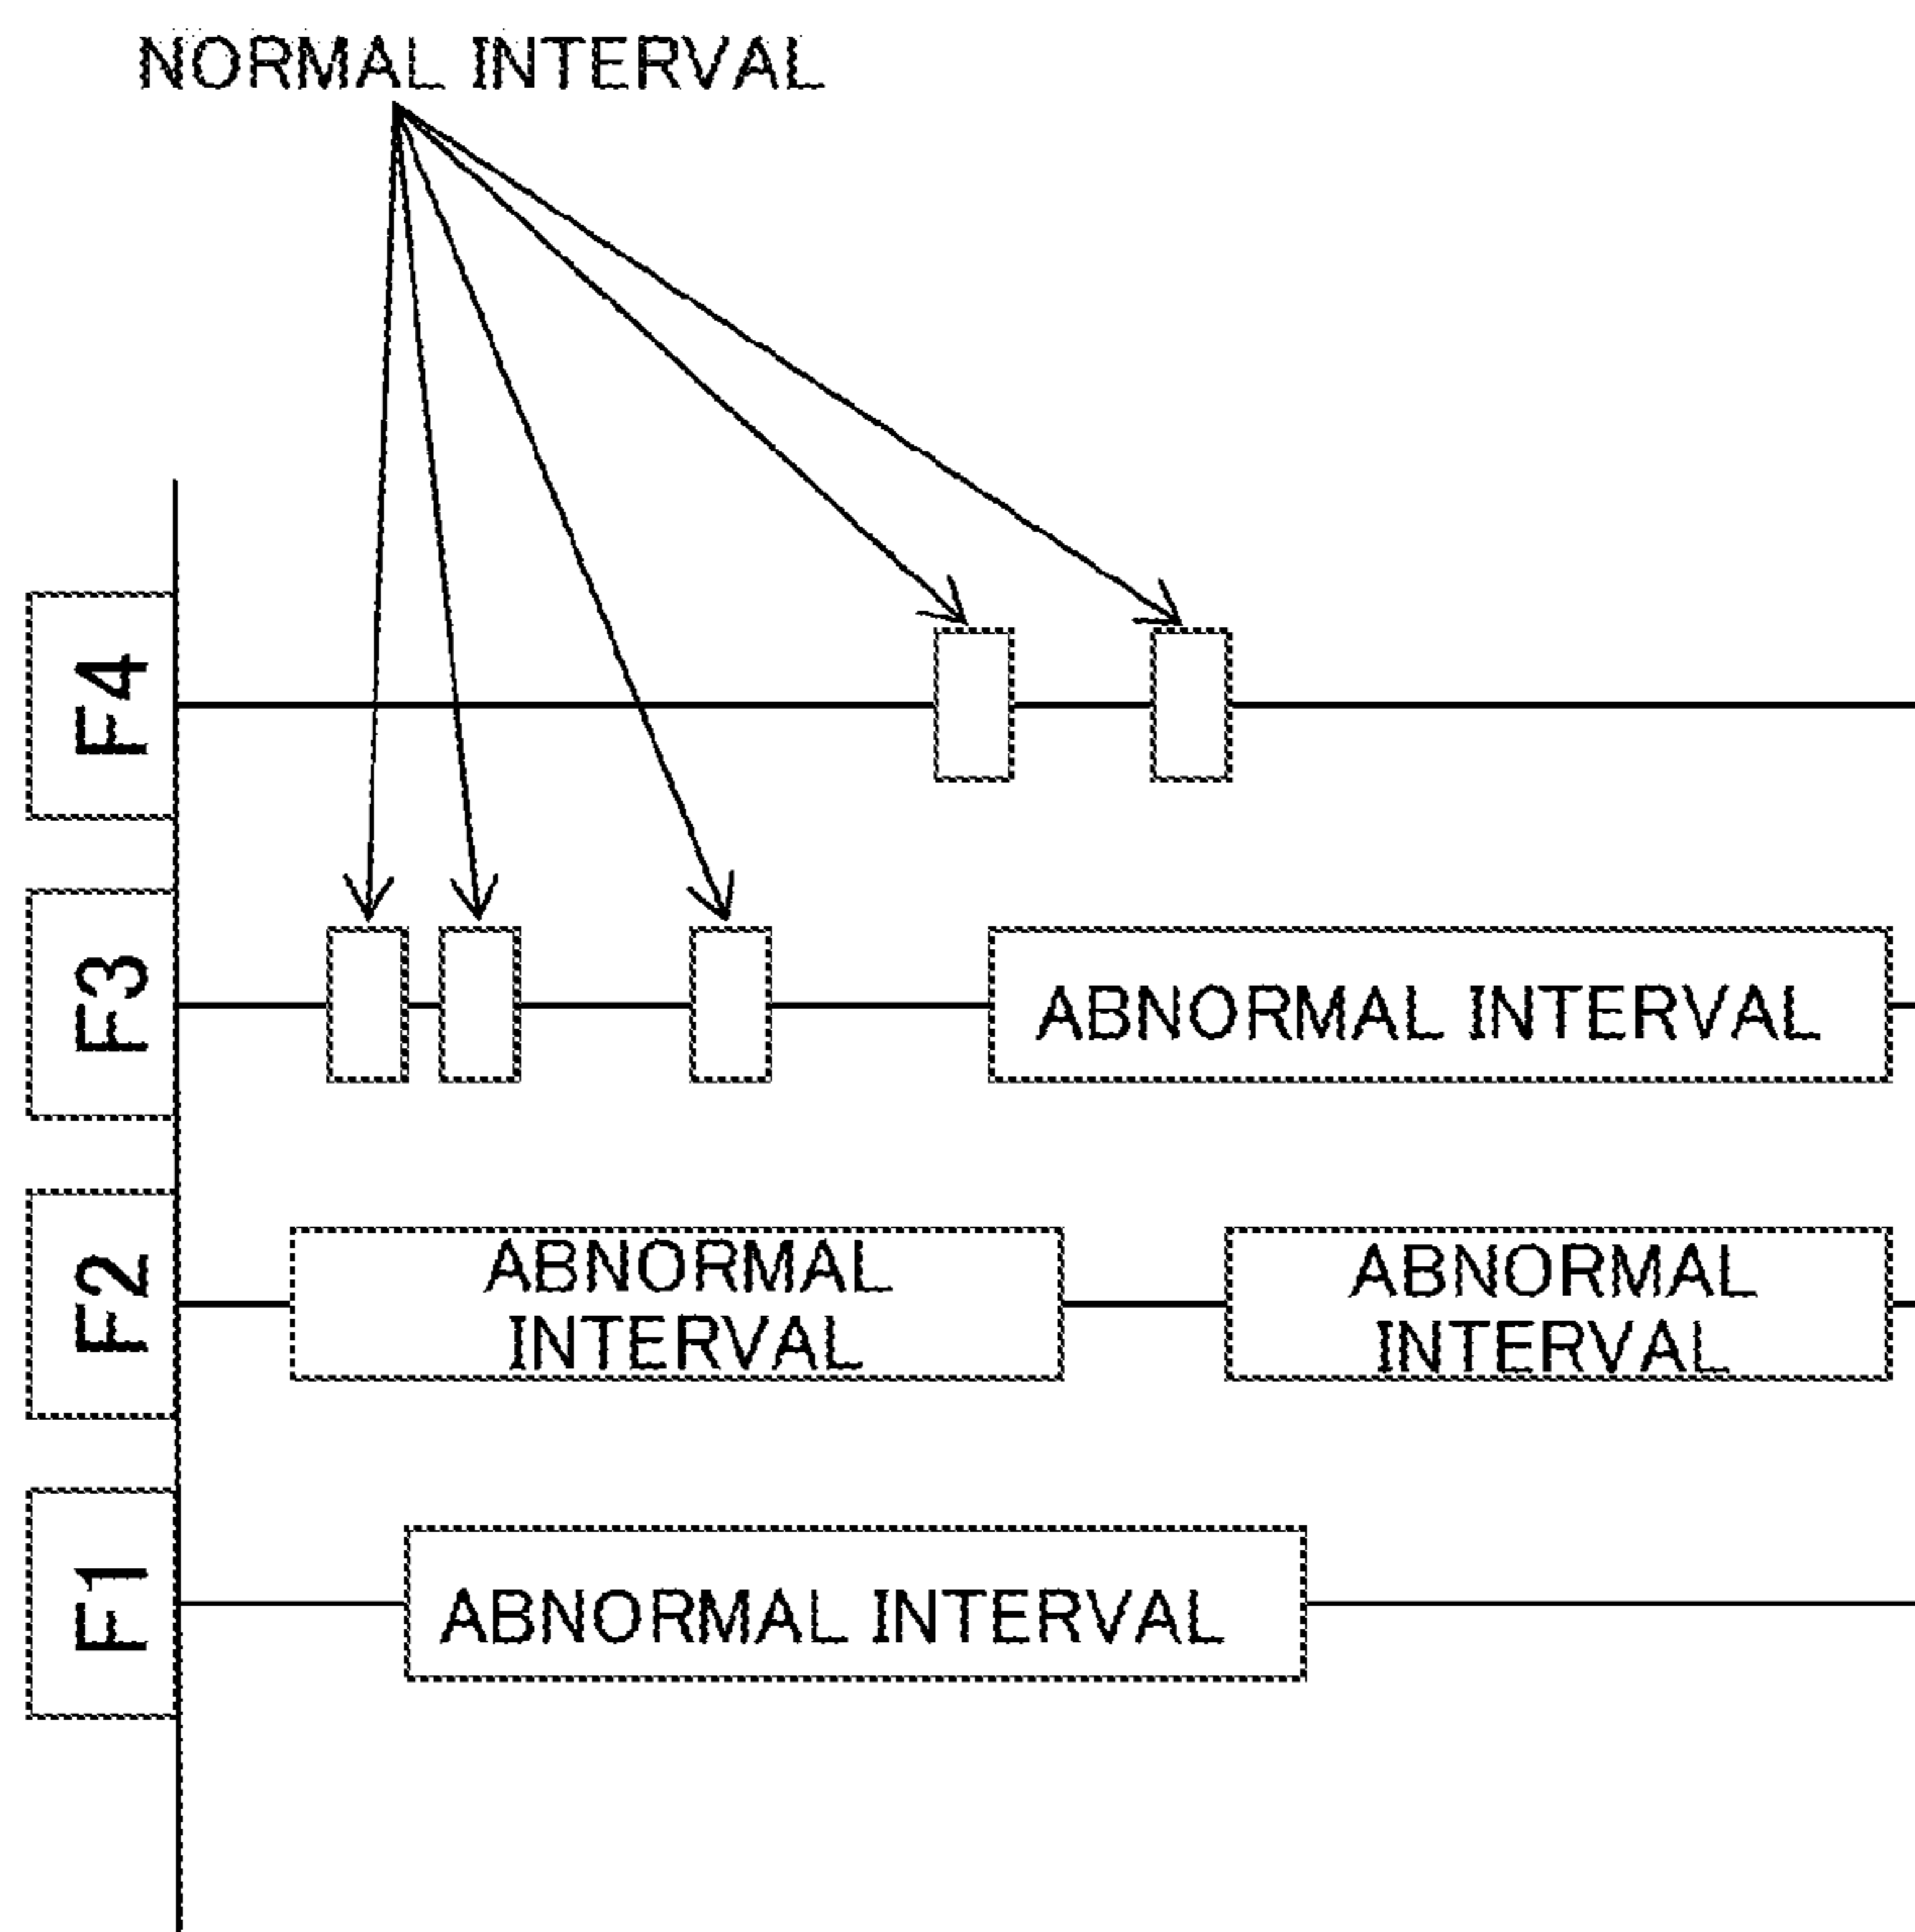 NORMAL INTERVAL
F4
F3
ABNORMAL INTERVAL
F2
ABNORMAL
INTERVAL
ABNORMAL
INTERVAL
F1
ABNORMAL INTERVAL